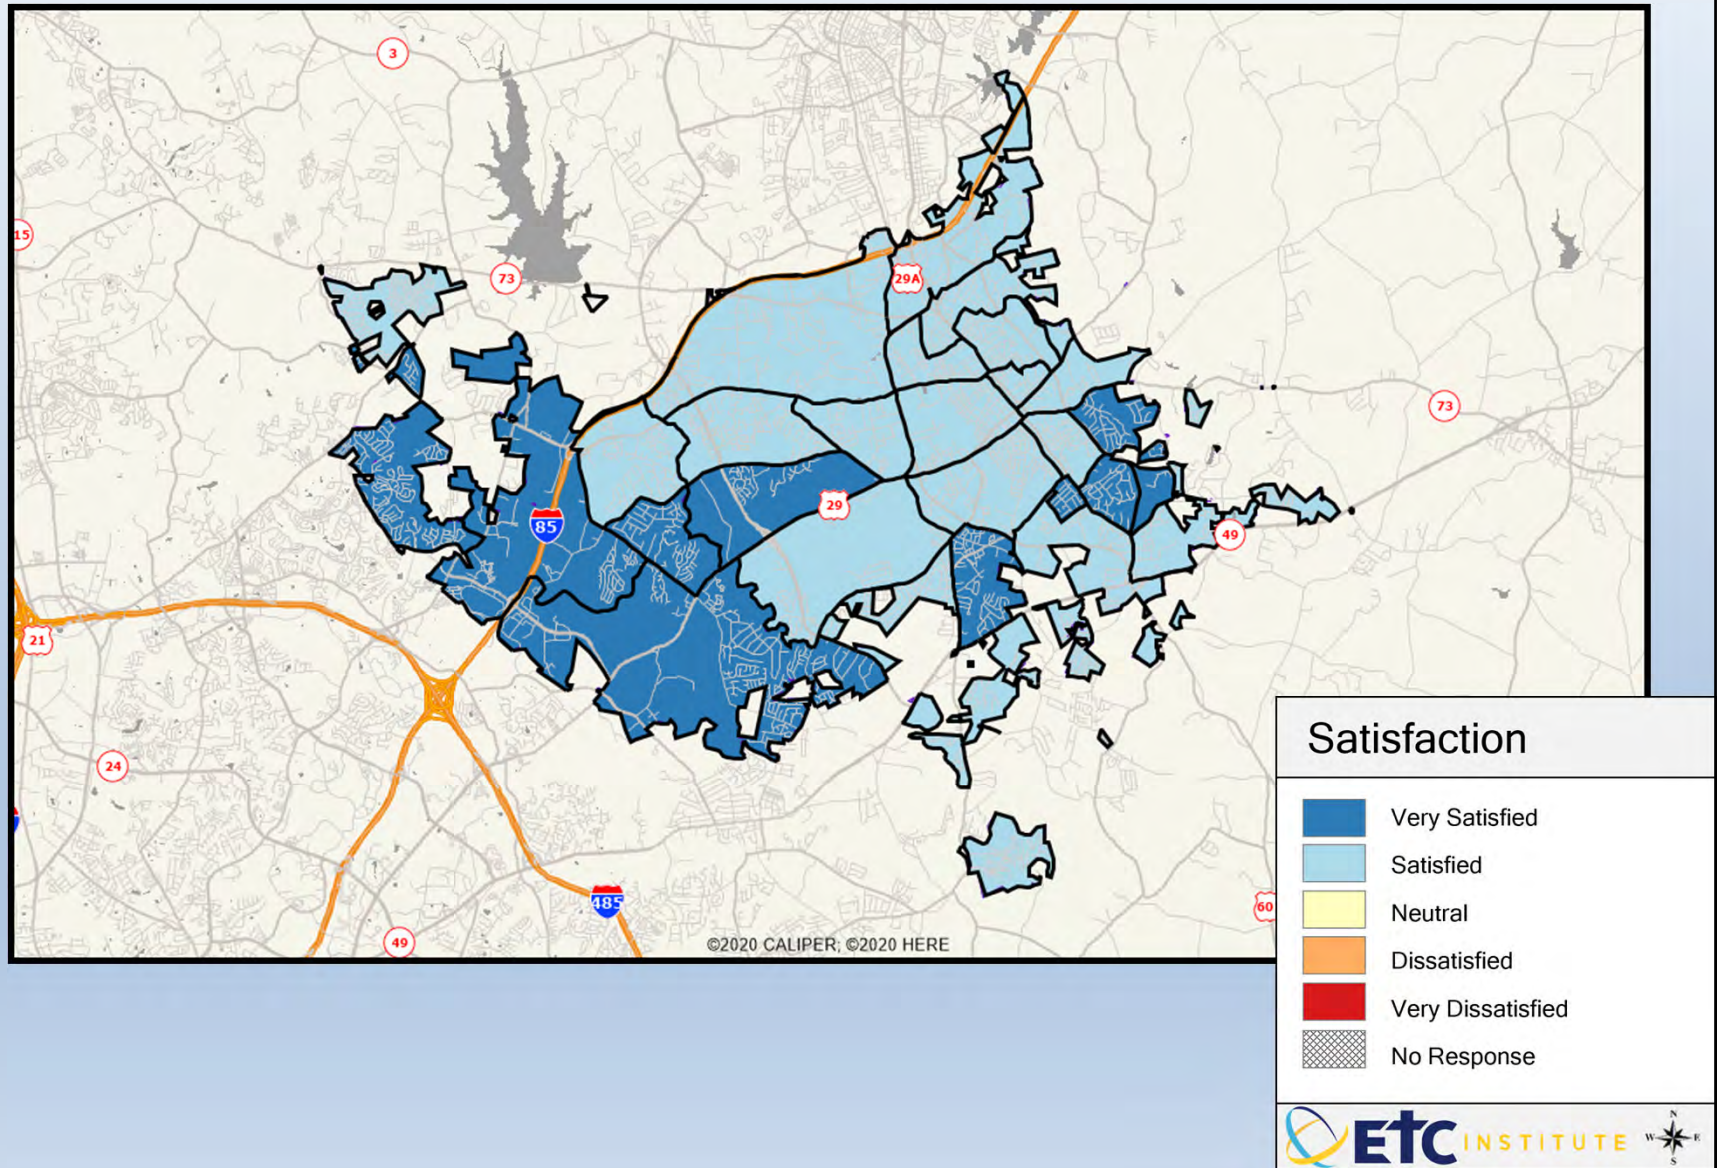 3
15
73
29A
73
29
85
49
21
24
485
60
49
©2020 CALIPER; ©2020 HERE
Satisfaction
Very Satisfied
Satisfied
Neutral
Dissatisfied
Very Dissatisfied
No Response
ETC INSTITUTE
N
W E
S